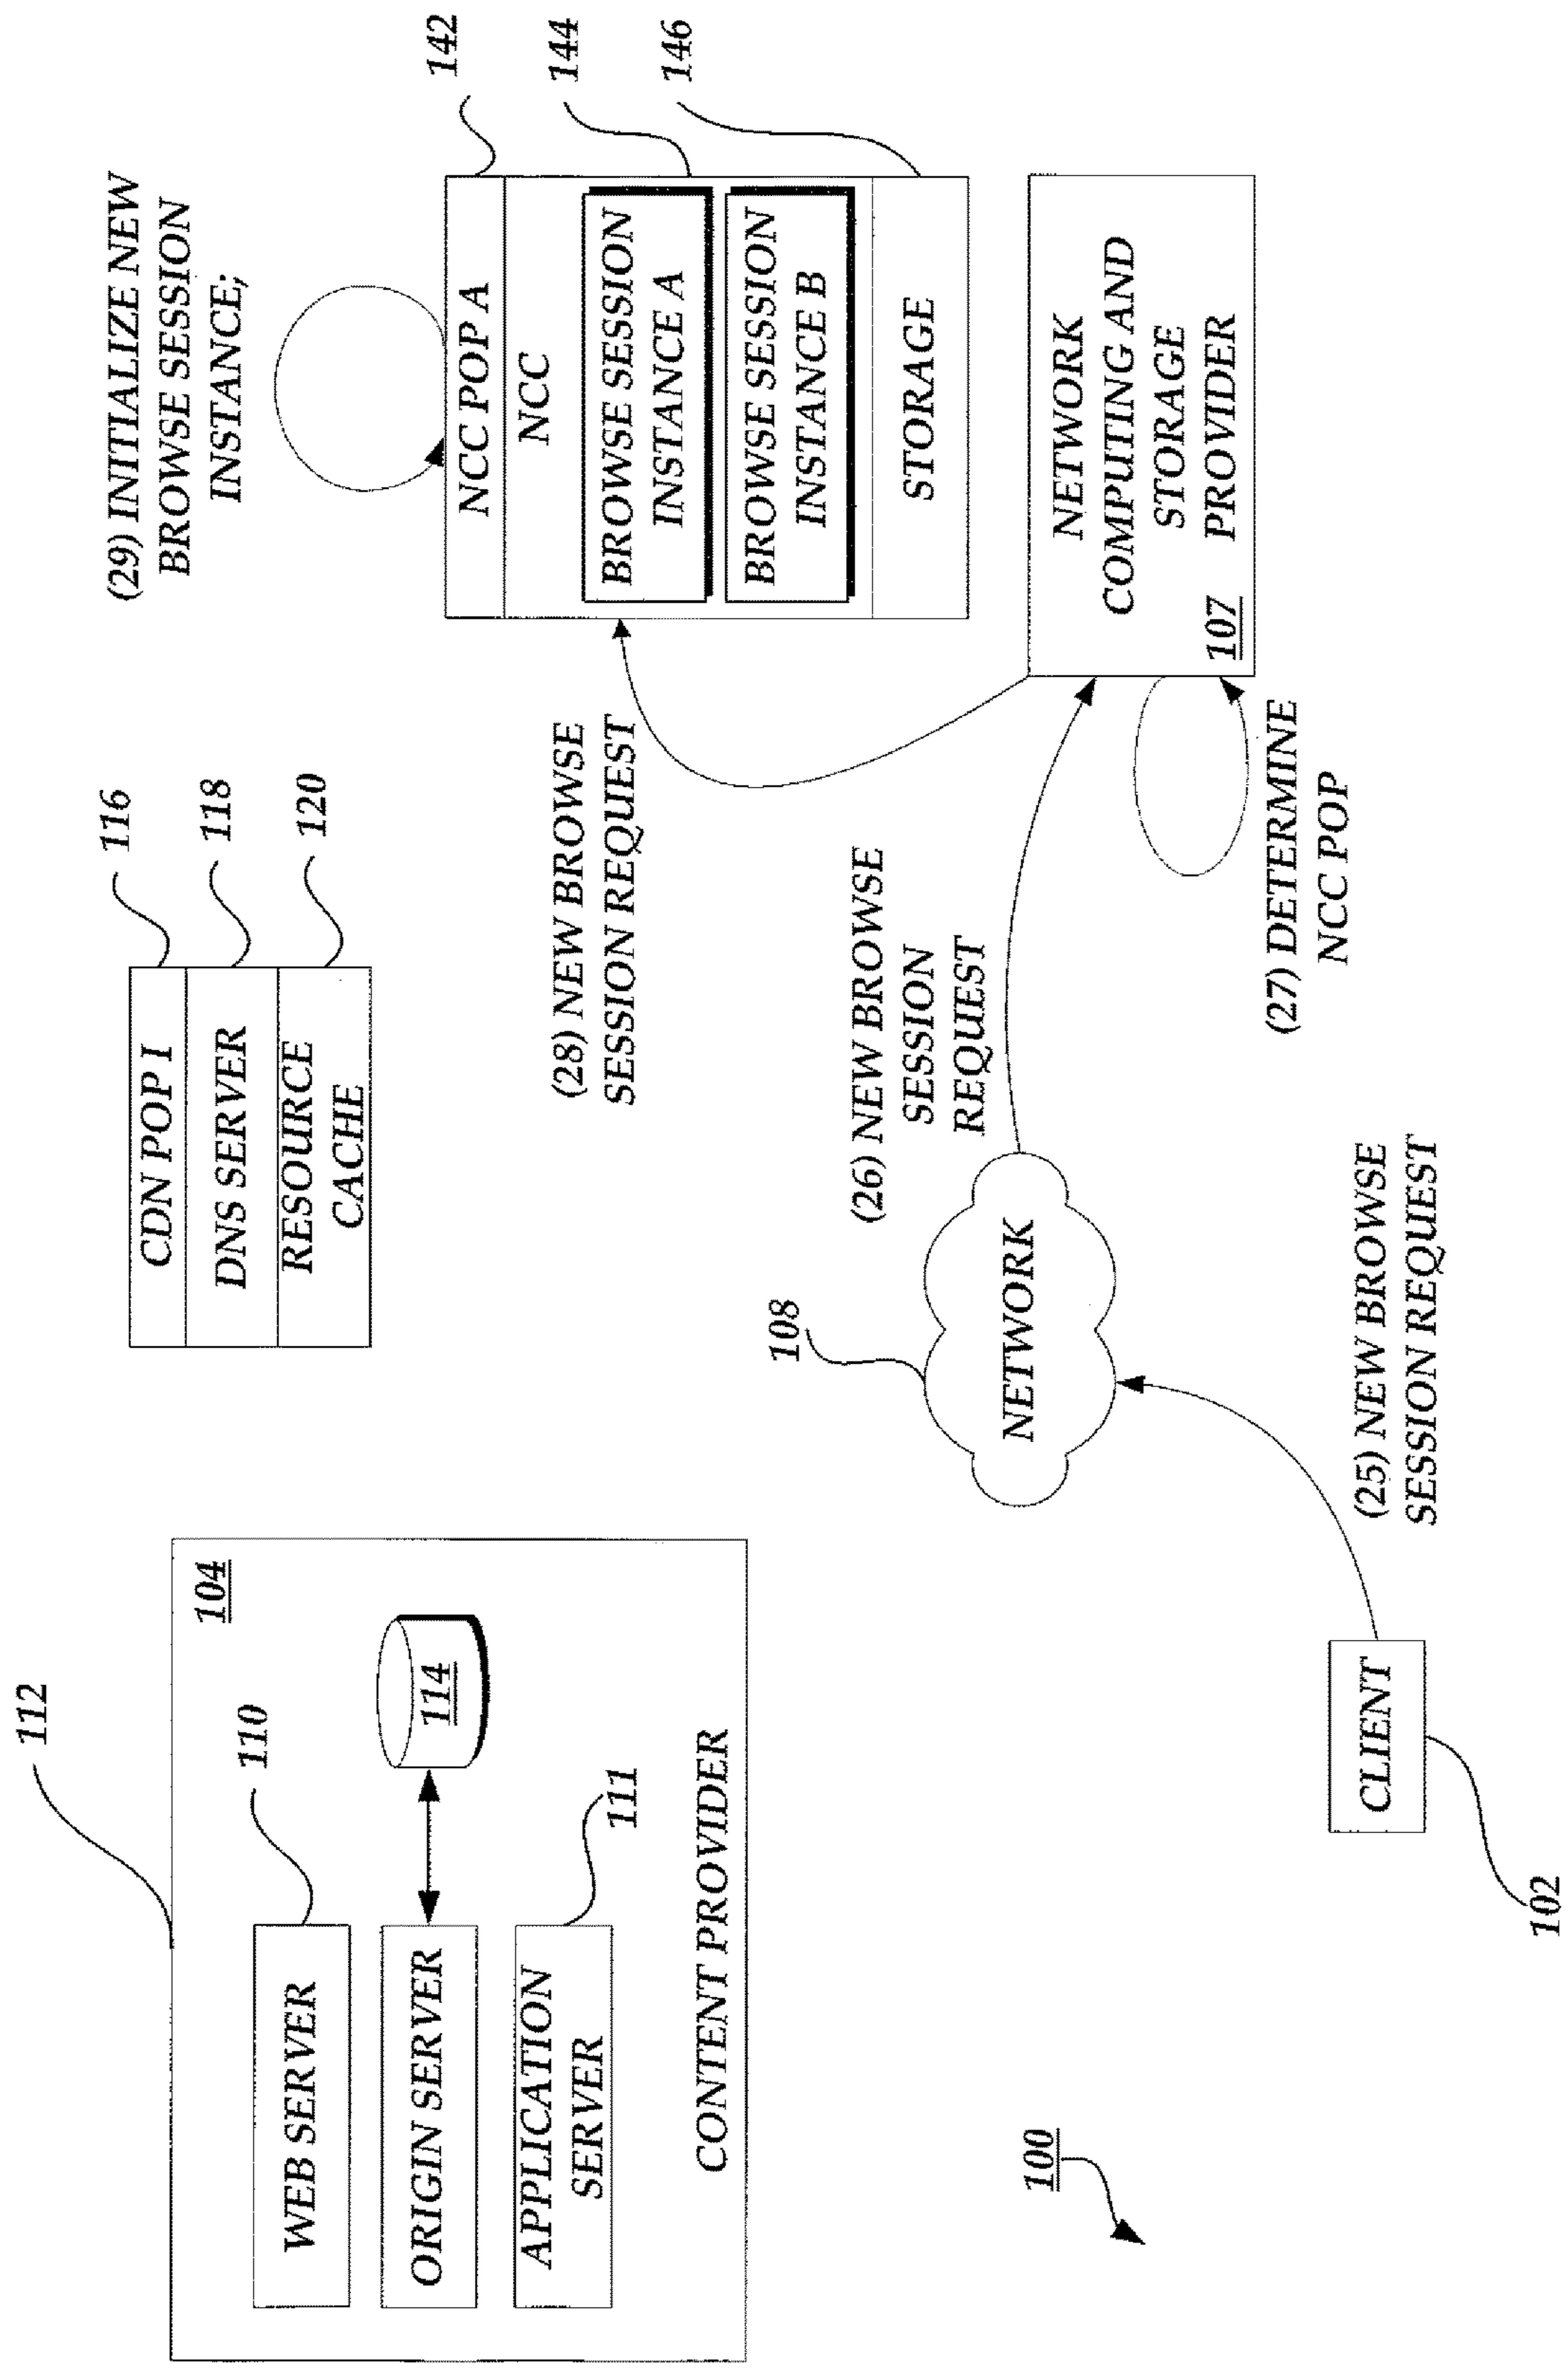 112
104
110
WEB SERVER
ORIGIN SERVER
114
APPLICATION
SERVER
111
CONTENT PROVIDER
CDN POP I
DNS SERVER
RESOURCE
CACHE
116
118
120
(29) INITIALIZE NEW
BROWSE SESSION
INSTANCE;
NCC POP A
NCC
BROWSE SESSION
INSTANCE A
BROWSE SESSION
INSTANCE B
STORAGE
142
144
146
(28) NEW BROWSE
SESSION REQUEST
108
NETWORK
(26) NEW BROWSE
SESSION
REQUEST
NETWORK
COMPUTING AND
STORAGE
107 PROVIDER
(27) DETERMINE
NCC POP
100
CLIENT
102
(25) NEW BROWSE
SESSION REQUEST